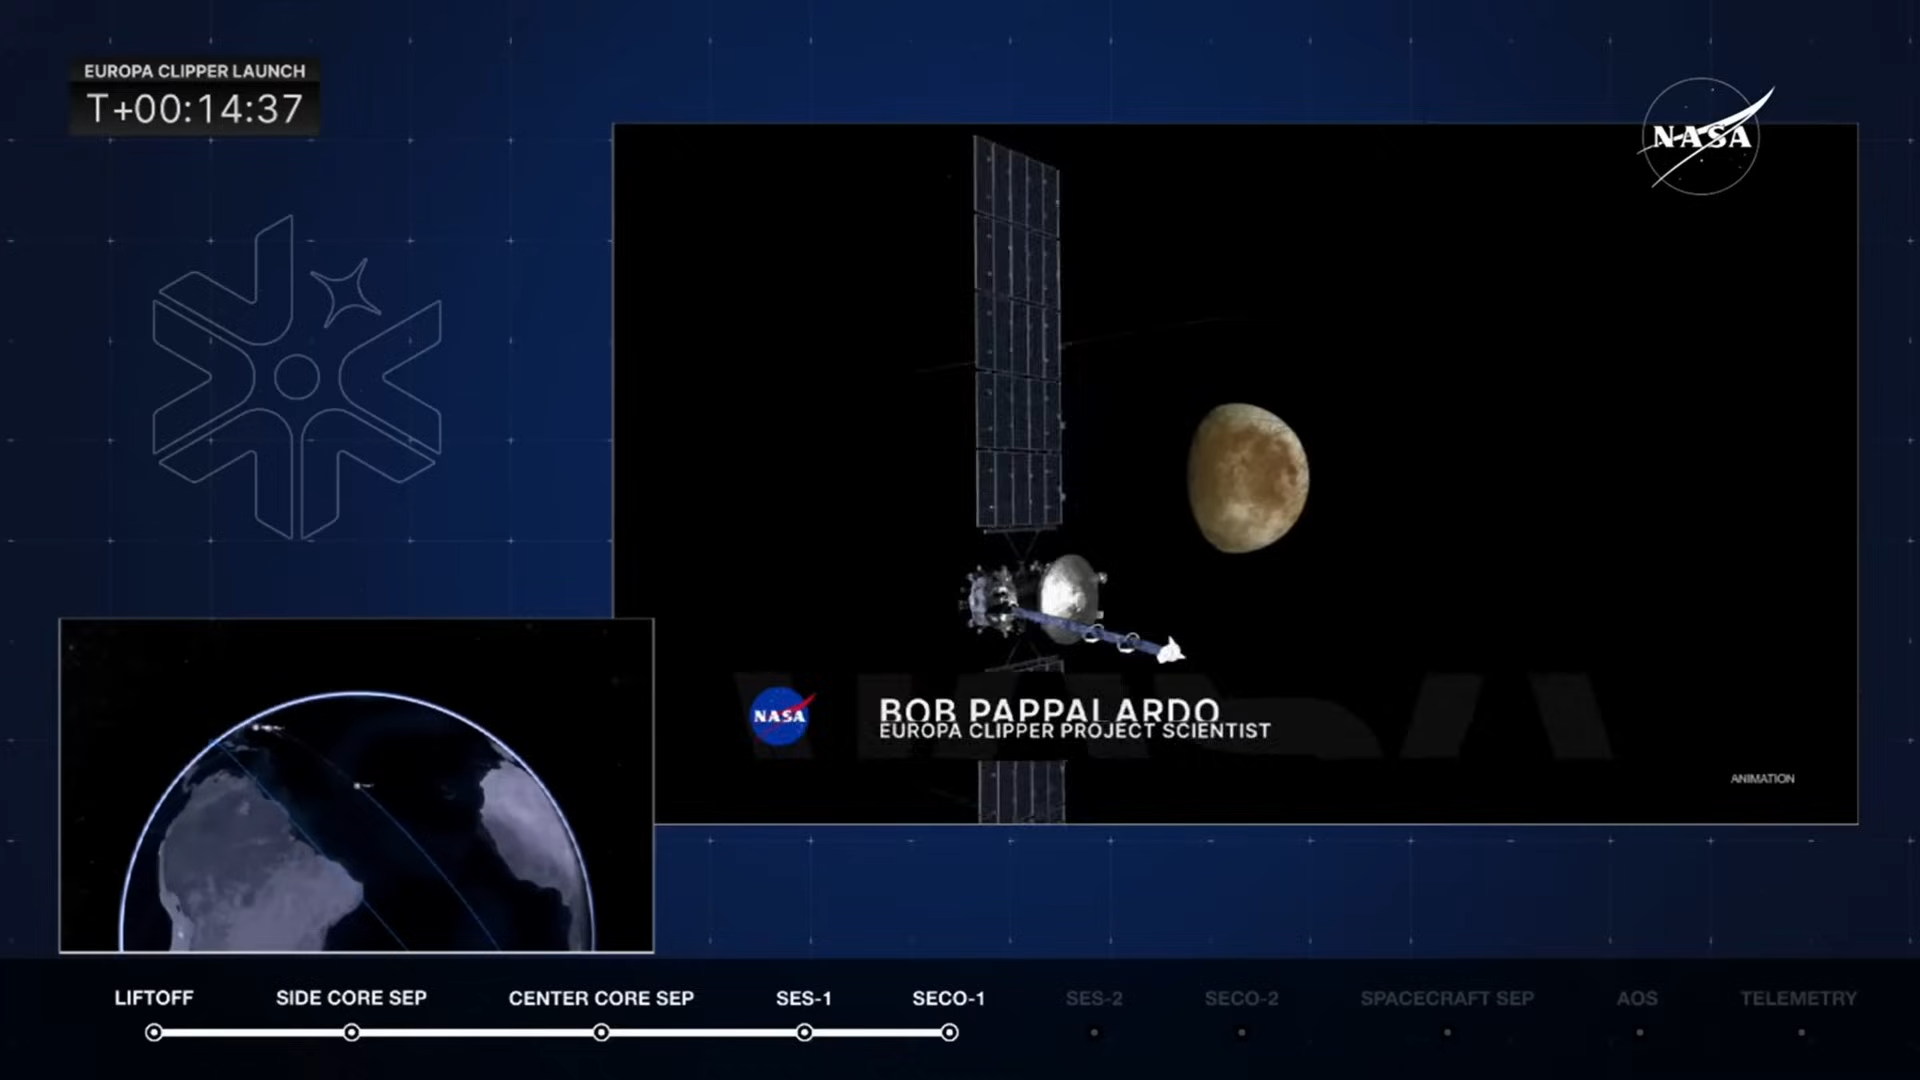 EUROPA CLIPPER LAUNCH
T+00:14:37
NASA
NASA
BOB PAPPALARDO
EUROPA CLIPPER PROJECT SCIENTIST
ANIMATION
LIFTOFF
SIDE CORE SEP
CENTER CORE SEP
SES-1
SECO-1
SES-2
SECO-2
SPACECRAFT SEP
AOS
TELEMETRY